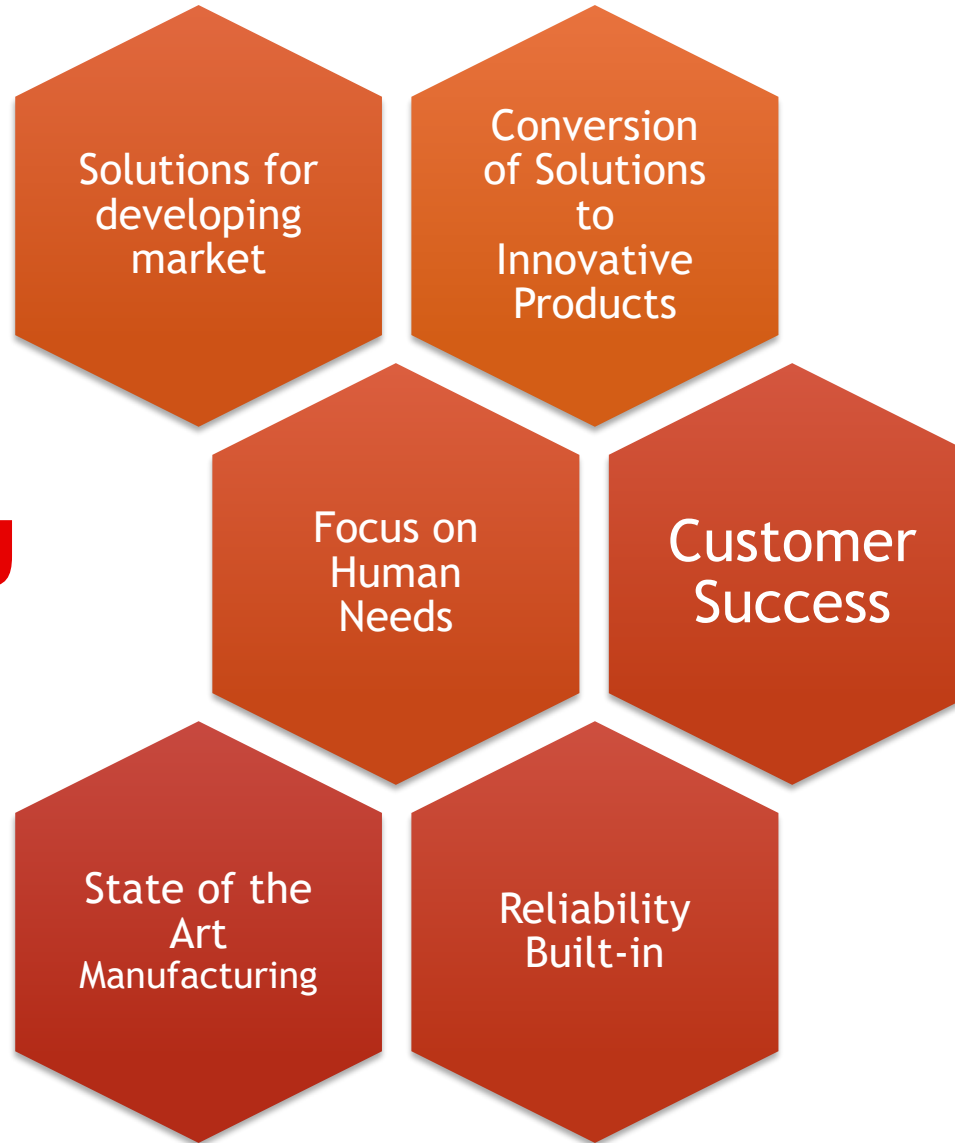 Solutions for
developing
market
Conversion
of Solutions
to
Innovative
Products
Focus on
Human
Needs
Customer
Success
State of the
Art
Manufacturing
Reliability
Built-in